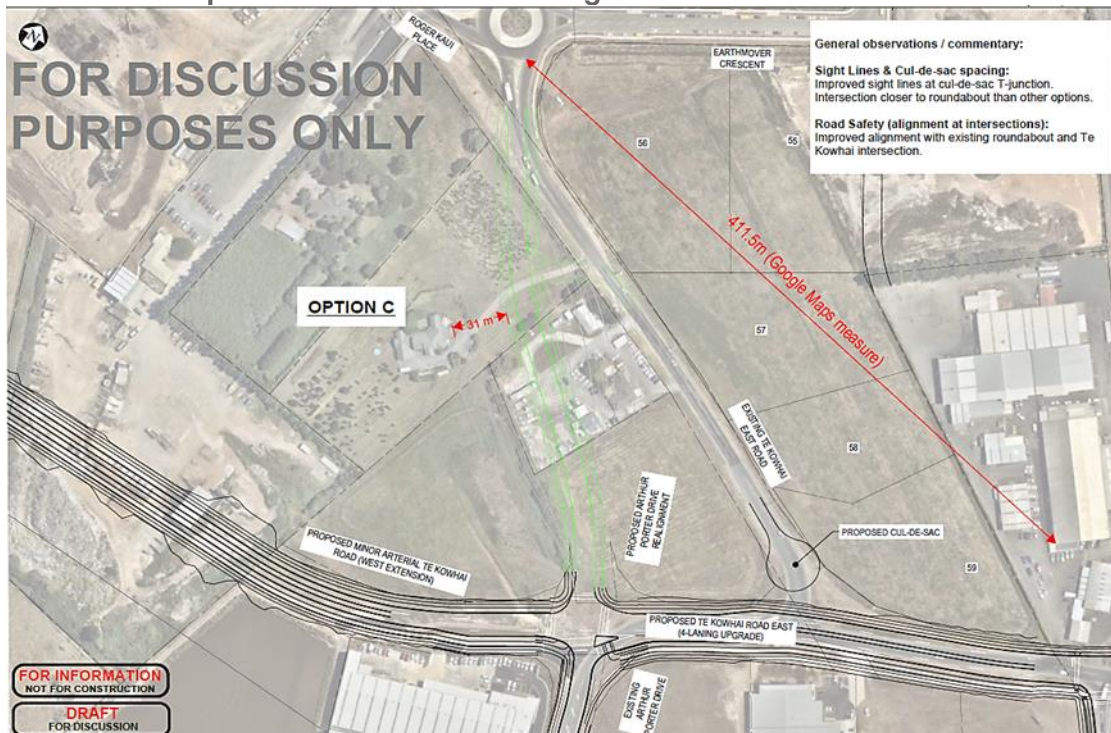 ROGER KAUI
PLACE
FOR DISCUSSION
PURPOSES ONLY
EARTHMOVER
CRESCENT
General observations / commentary:
Sight Lines & Cul-de-sac spacing:
Improved sight lines at cul-de-sac T-junction.
Intersection closer to roundabout than other options.
Road Safety (alignment at intersections):
Improved alignment with existing roundabout and Te
Kowhai intersection.
56
55
411.5m (Google Maps measure)
OPTION C
31 m
57
EXISTING TE KOWHAI
EAST ROAD
58
PROPOSED ARTHUR
PORTER DRIVE
REALIGNMENT
PROPOSED CUL-DE-SAC
PROPOSED MINOR ARTERIAL TE KOWHAI
ROAD (WEST EXTENSION)
59
PROPOSED TE KOWHAI ROAD EAST
(4-LANING UPGRADE)
EXISTING
ARTHUR
PORTER DRIVE
FOR INFORMATION
NOT FOR CONSTRUCTION
DRAFT
FOR DISCUSSION